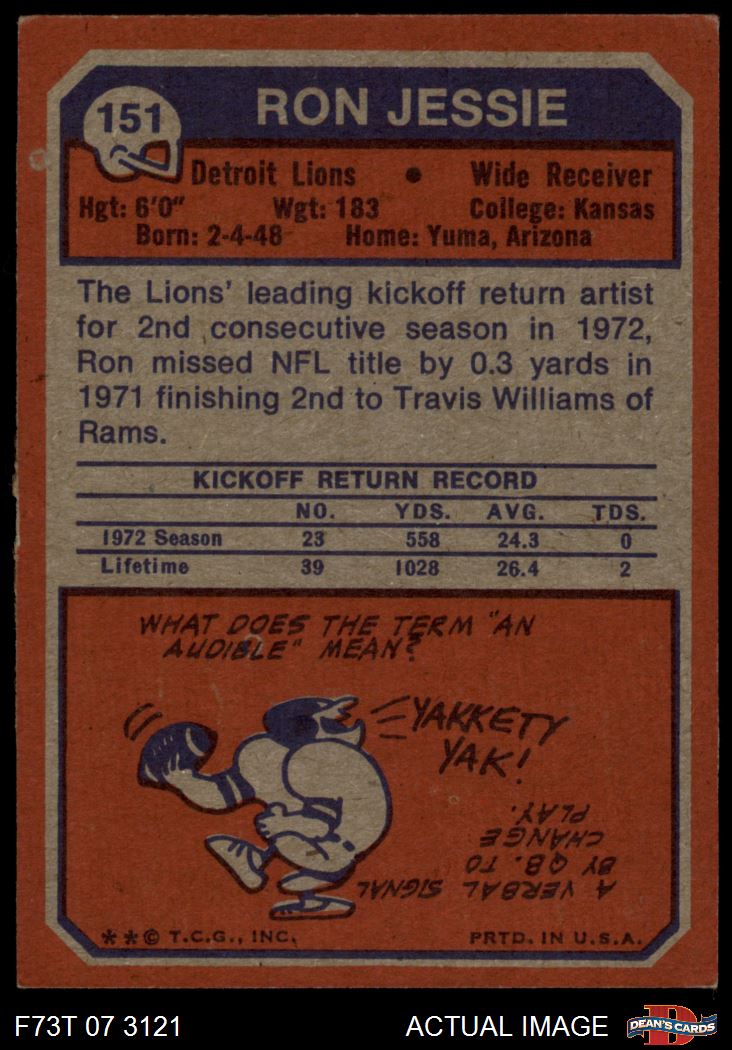 151
RON JESSIE
Detroit Lions • Wide Receiver
Hgt: 6'0" Wgt: 183 College: Kansas
Born: 2-4-48 Home: Yuma, Arizona
The Lions' leading kickoff return artist
for 2nd consecutive season in 1972,
Ron missed NFL title by 0.3 yards in
1971 finishing 2nd to Travis Williams of
Rams.
KICKOFF RETURN RECORD
NO. YDS. AVG. TDS.
1972 Season 23 558 24.3 0
Lifetime 39 1028 26.4 2
WHAT DOES THE TERM "AN
AUDIBLE" MEAN?
YAKKETY
YAK!
A VERBAL SIGNAL
BY QB. TO
CHANGE
PLAY.
**© T.C.G., INC. PRTD. IN U.S.A.
F73T 07 3121 ACTUAL IMAGE D DEAN'S CARDS